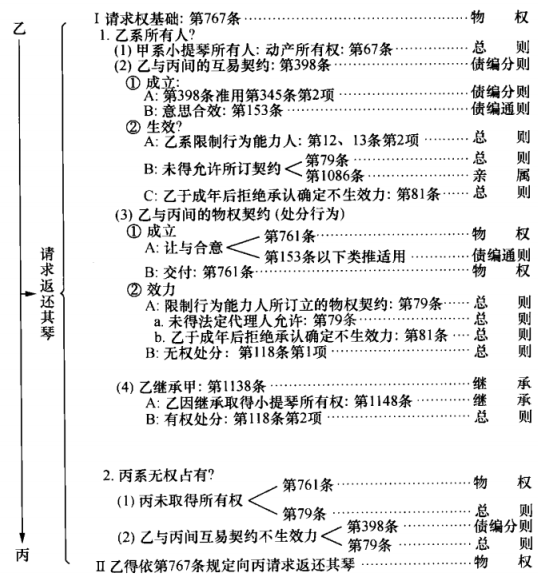 乙
Ⅰ请求权基础: 第767条 物 权
1. 乙系所有人?
(1) 甲系小提琴所有人: 动产所有权: 第67条 总 则
(2) 乙与丙间的互易契约: 第398条 债编分则
① 成立:
A: 第398条准用第345条第2项 债编分则
B: 意思合效: 第153条 债编通则
② 生效?
A: 乙系限制行为能力人: 第12、13条第2项 总 则
B: 未得允许所订契约 第79条 总 则
第1086条 亲 属
C: 乙于成年后拒绝承认确定不生效力: 第81条 总 则
(3) 乙与丙间的物权契约 (处分行为)
① 成立
A: 让与合意 第761条 物 权
第153条以下类推适用 债编通则
B: 交付: 第761条 物 权
② 效力
A: 限制行为能力人所订立的物权契约: 第79条 总 则
a. 未得法定代理人允许: 第79条 总 则
b. 乙于成年后拒绝承认确定不生效力: 第81条 总 则
B: 无权处分: 第118条第1项 总 则
请求返还其琴
(4) 乙继承甲: 第1138条 继 承
A: 乙因继承取得小提琴所有权: 第1148条 继 承
B: 有权处分: 第118条第2项 总 则
2. 丙系无权占有?
(1) 丙未取得所有权 第761条 物 权
第79条 总 则
(2) 乙与丙间互易契约不生效力 第398条 债编分则
第79条 总 则
丙
Ⅱ 乙得依第767条规定向丙请求返还其琴 物 权